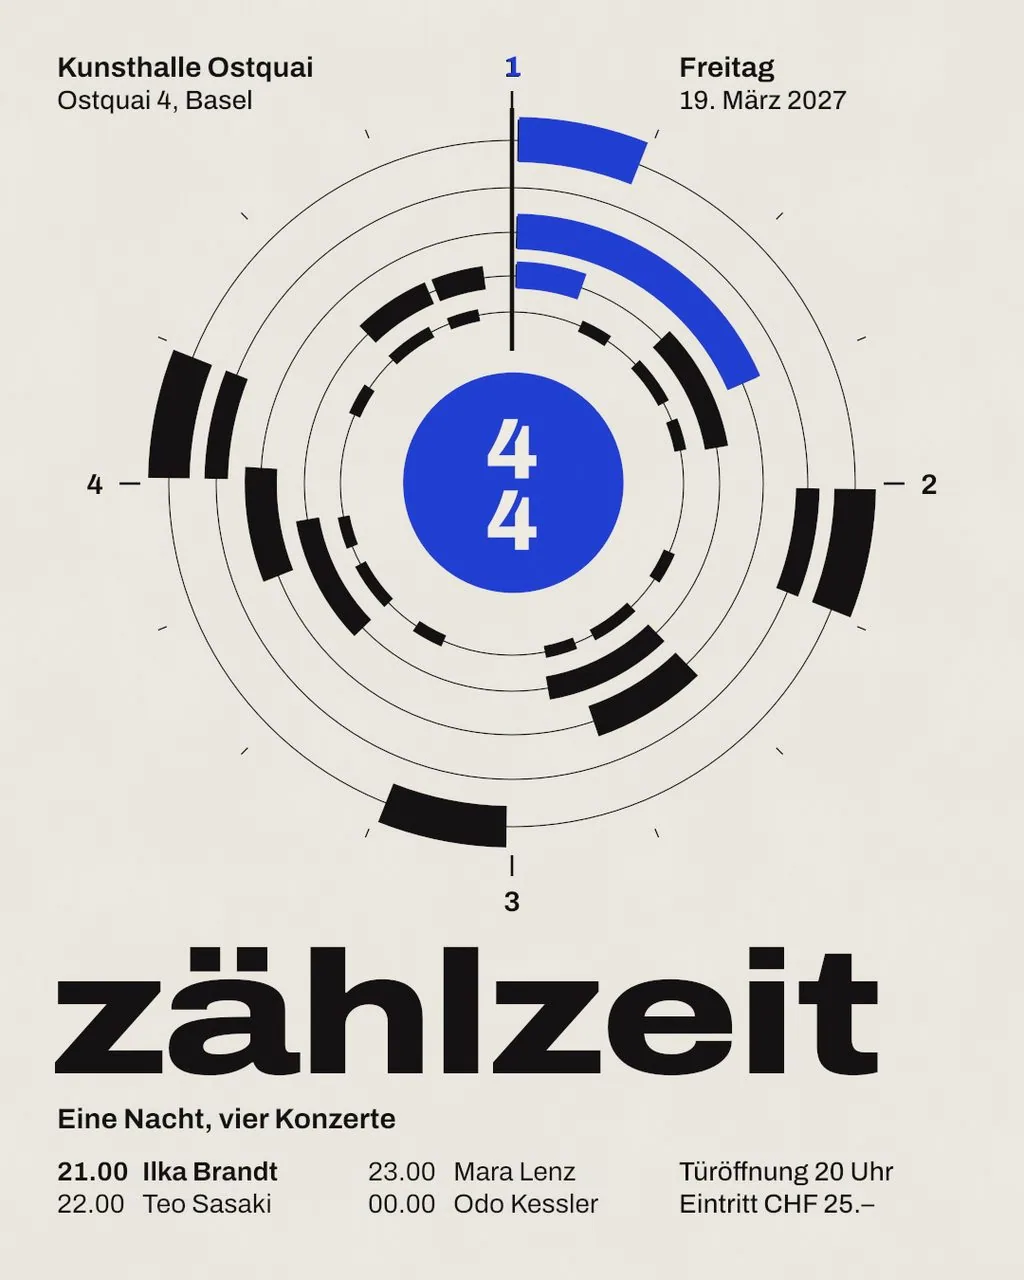 Kunsthalle Ostquai
Ostquai 4, Basel
1
Freitag
19. März 2027
4
4
4
2
3
zählzeit
Eine Nacht, vier Konzerte
21.00 Ilka Brandt
22.00 Teo Sasaki
23.00 Mara Lenz
00.00 Odo Kessler
Türöffnung 20 Uhr
Eintritt CHF 25.–